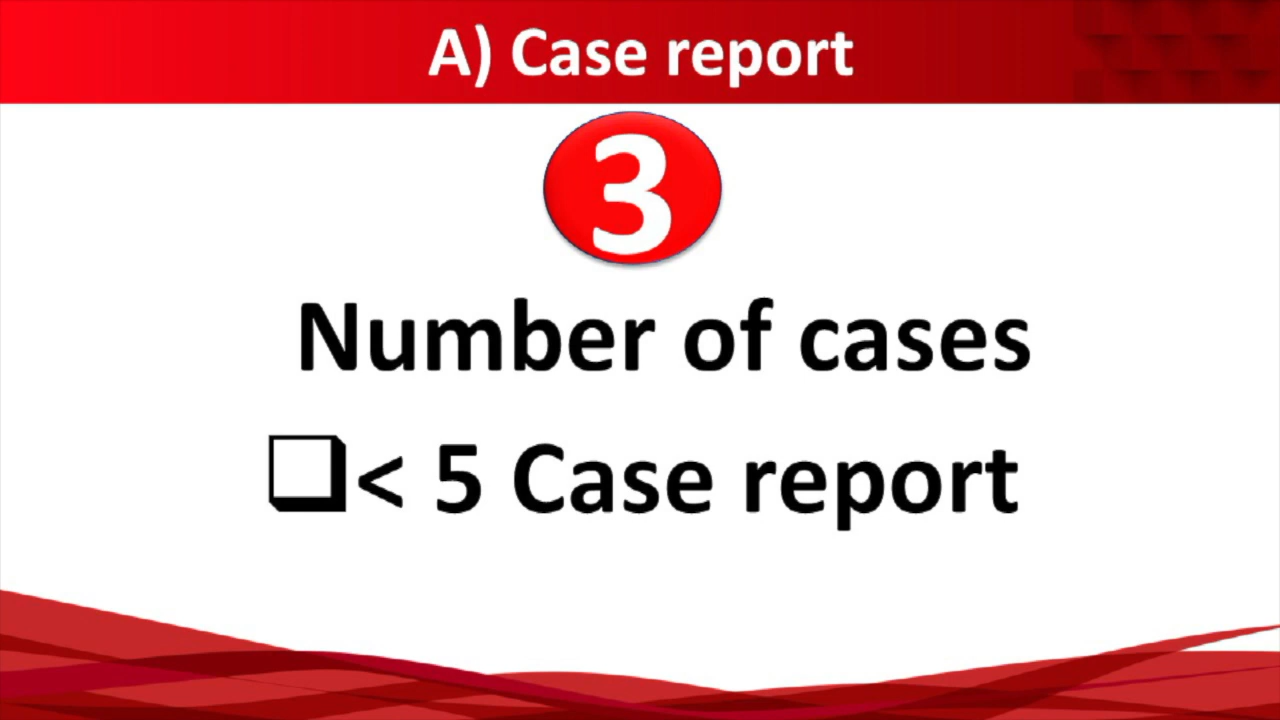 A) Case report
3
Number of cases
❑< 5 Case report